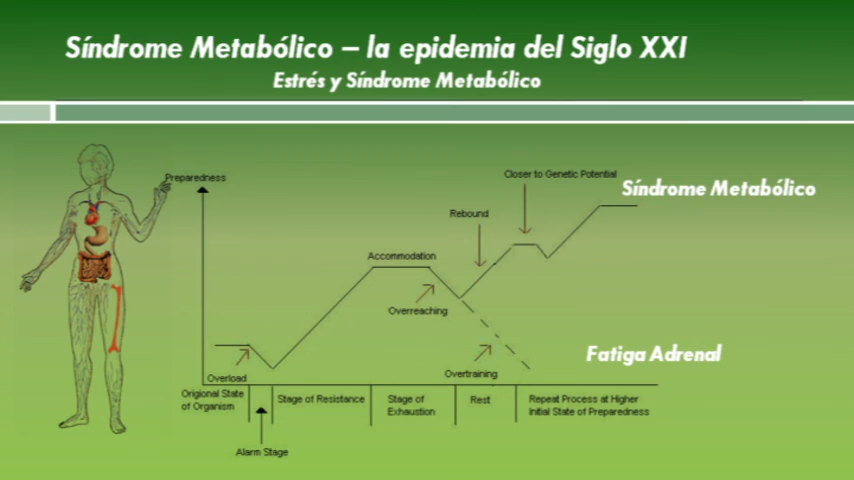 Síndrome Metabólico – la epidemia del Siglo XXI
Estrés y Síndrome Metabólico
Preparedness
Closer to Genetic Potential
Síndrome Metabólico
Rebound
Accommodation
Overreaching
Fatiga Adrenal
Overload
Overtraining
Origional State
of Organism
Stage of Resistance
Stage of
Exhaustion
Rest
Repeat Process at Higher
Initial State of Preparedness
Alarm Stage